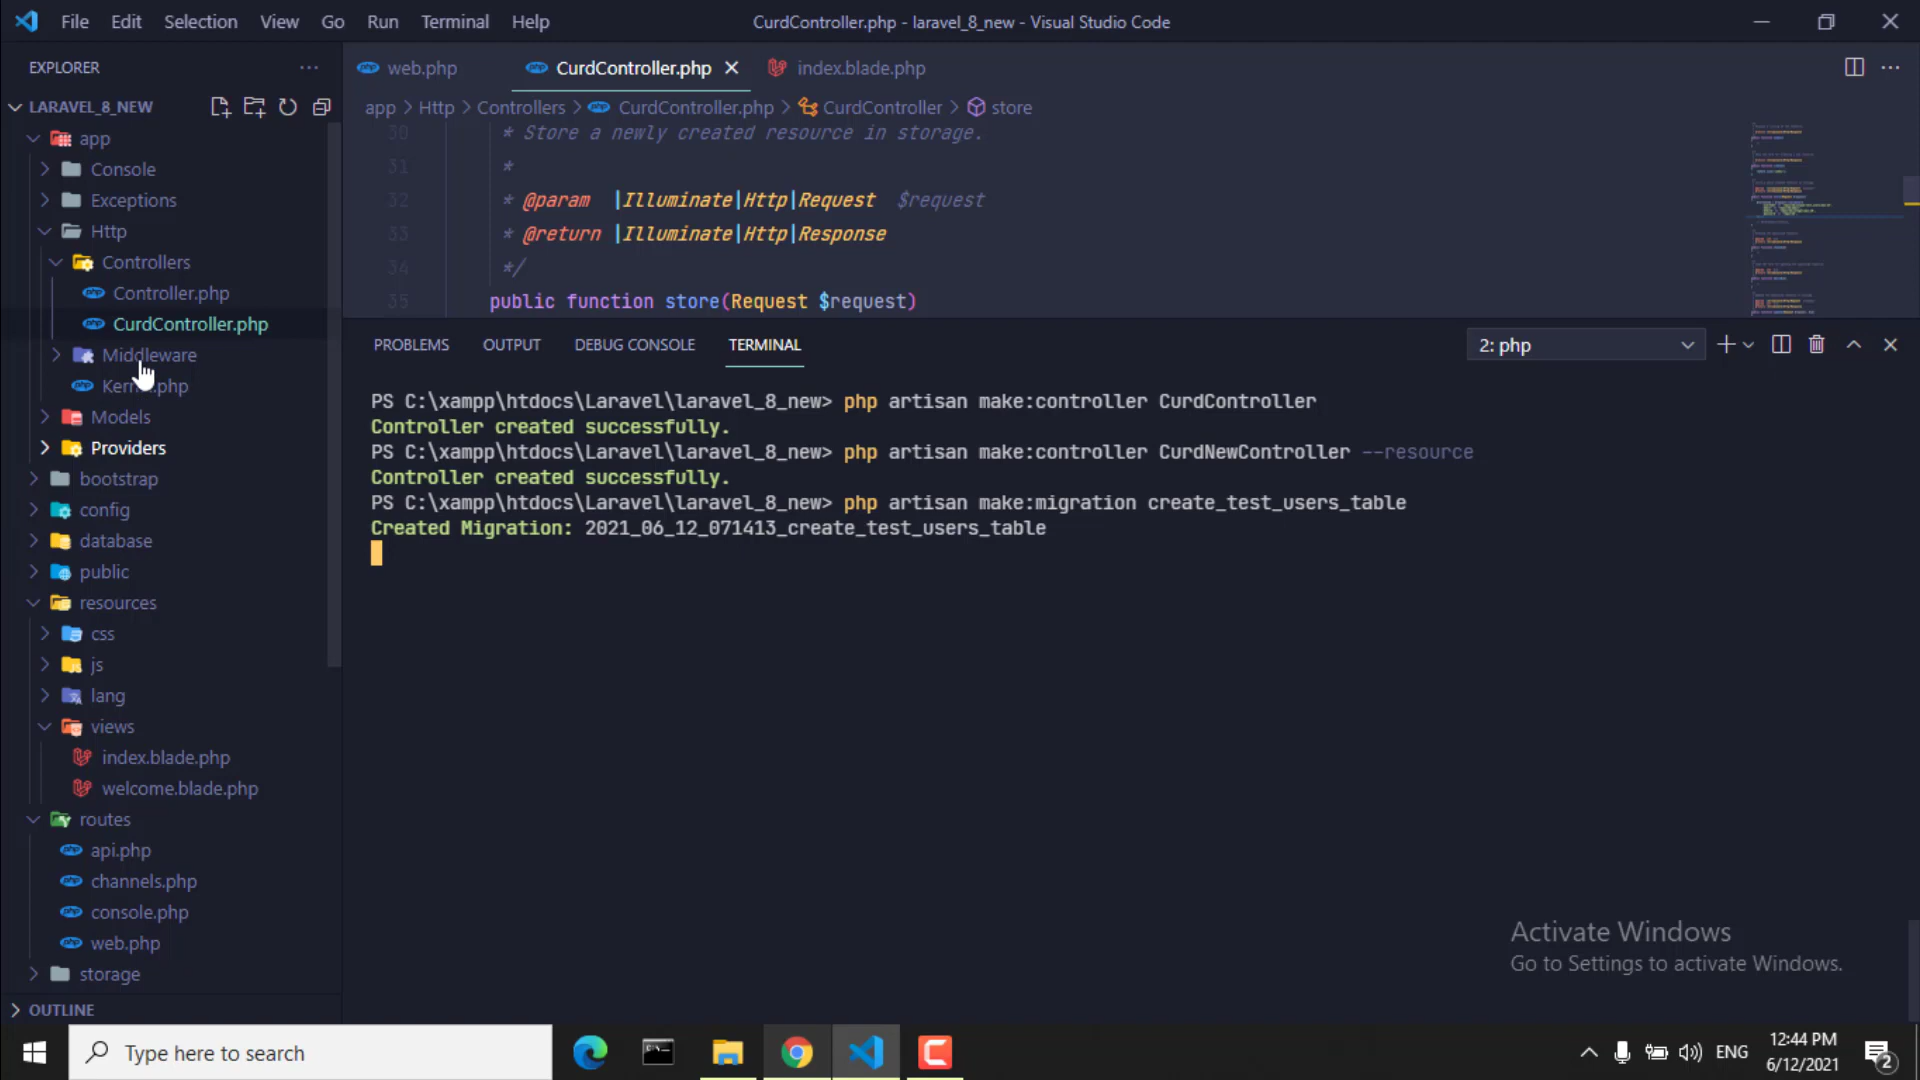 File Edit Selection View Go Run Terminal Help
CurdController.php - laravel_8_new - Visual Studio Code
EXPLORER
LARAVEL_8_NEW
app
Console
Exceptions
Http
Controllers
Controller.php
CurdController.php
Middleware
Models
Providers
bootstrap
config
database
public
resources
css
js
lang
views
index.blade.php
welcome.blade.php
routes
api.php
channels.php
console.php
web.php
storage
OUTLINE
web.php CurdController.php index.blade.php
app > Http > Controllers > CurdController.php > CurdController > store
30 * Store a newly created resource in storage.
31 *
32 * @param |Illuminate|Http|Request $request
33 * @return |Illuminate|Http|Response
34 */
35 public function store(Request $request)
PROBLEMS OUTPUT DEBUG CONSOLE TERMINAL
2: php
PS C:\xampp\htdocs\Laravel\laravel_8_new> php artisan make:controller CurdController
Controller created successfully.
PS C:\xampp\htdocs\Laravel\laravel_8_new> php artisan make:controller CurdNewController --resource
Controller created successfully.
PS C:\xampp\htdocs\Laravel\laravel_8_new> php artisan make:migration create_test_users_table
Created Migration: 2021_06_12_071413_create_test_users_table
Activate Windows
Go to Settings to activate Windows.
Type here to search
ENG
12:44 PM
6/12/2021
2